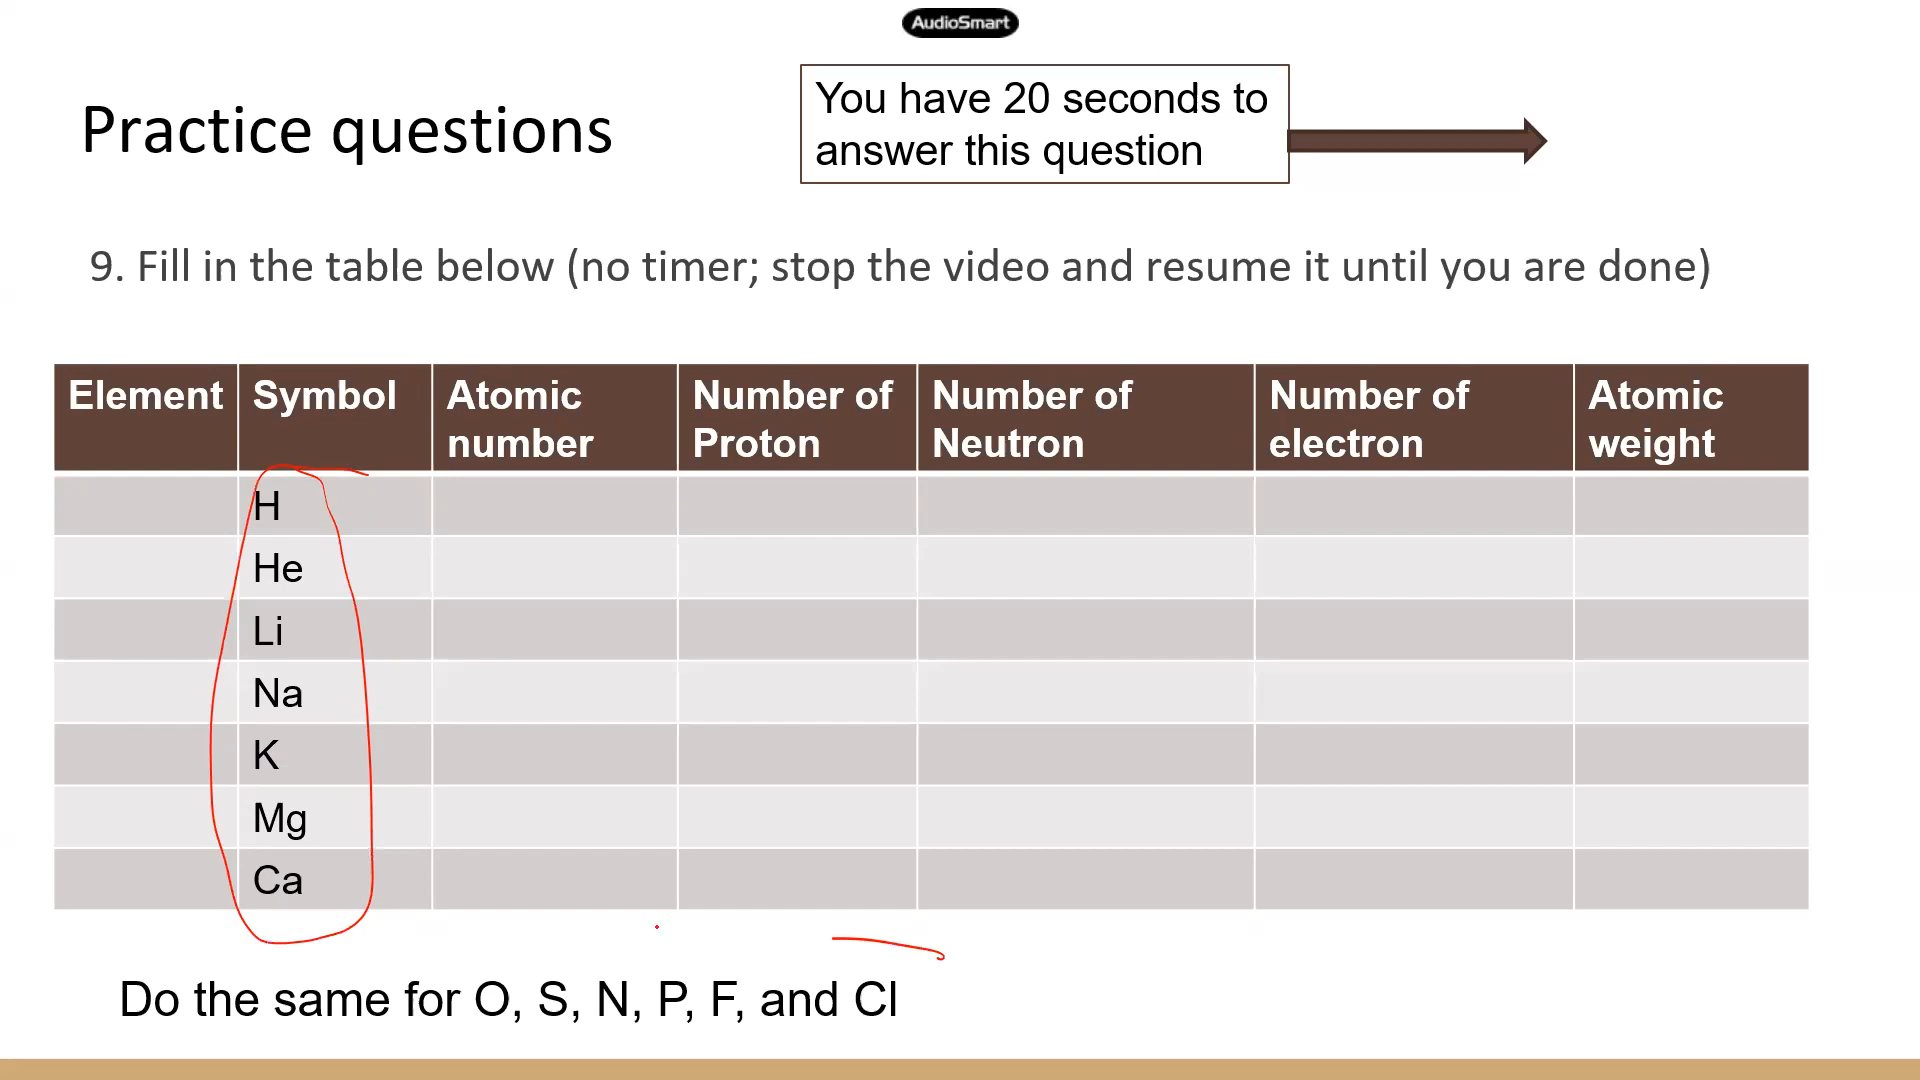 AudioSmart
Practice questions
You have 20 seconds to
answer this question
9. Fill in the table below (no timer; stop the video and resume it until you are done)
Element Symbol Atomic number Number of Proton Number of Neutron Number of electron Atomic weight
H
He
Li
Na
K
Mg
Ca
Do the same for O, S, N, P, F, and Cl